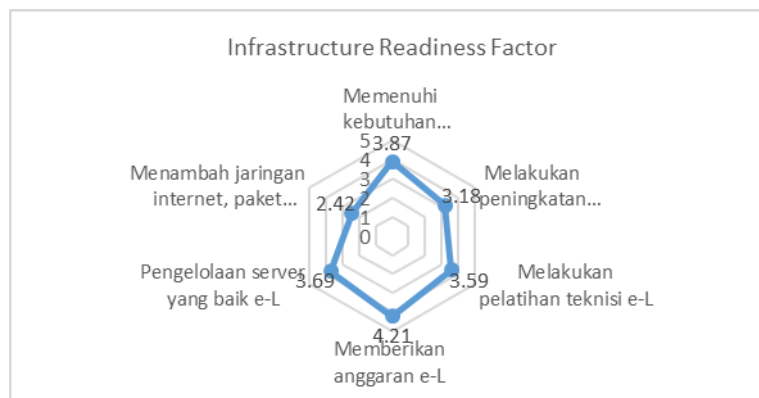 Infrastructure Readiness Factor
Memenuhi
kebutuhan...
3.87
Melakukan
peningkatan...
3.18
Melakukan
pelatihan teknisi e-L
3.59
Memberikan
anggaran e-L
4.21
Pengelolaan server
yang baik e-L
3.69
Menambah jaringan
internet, paket...
2.42
5
4
3
2
1
0